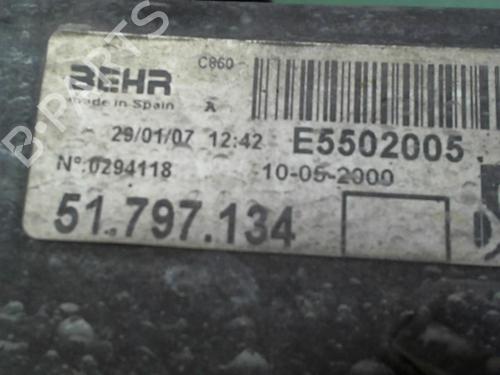 BEHR
made in Spain
C860
A
29/01/07 12:42 E5502005
N°.0294118 10-05-2000
51.797.134
B-PARTS